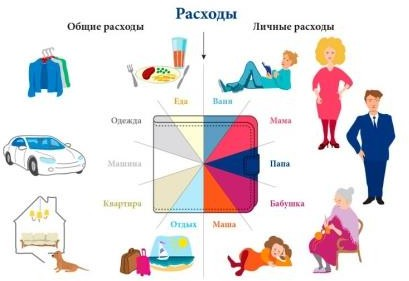 Расходы
Общие расходы
Личные расходы
Еда
Ваня
Одежда
Мама
Машина
Папа
Квартира
Бабушка
Отдых
Маша